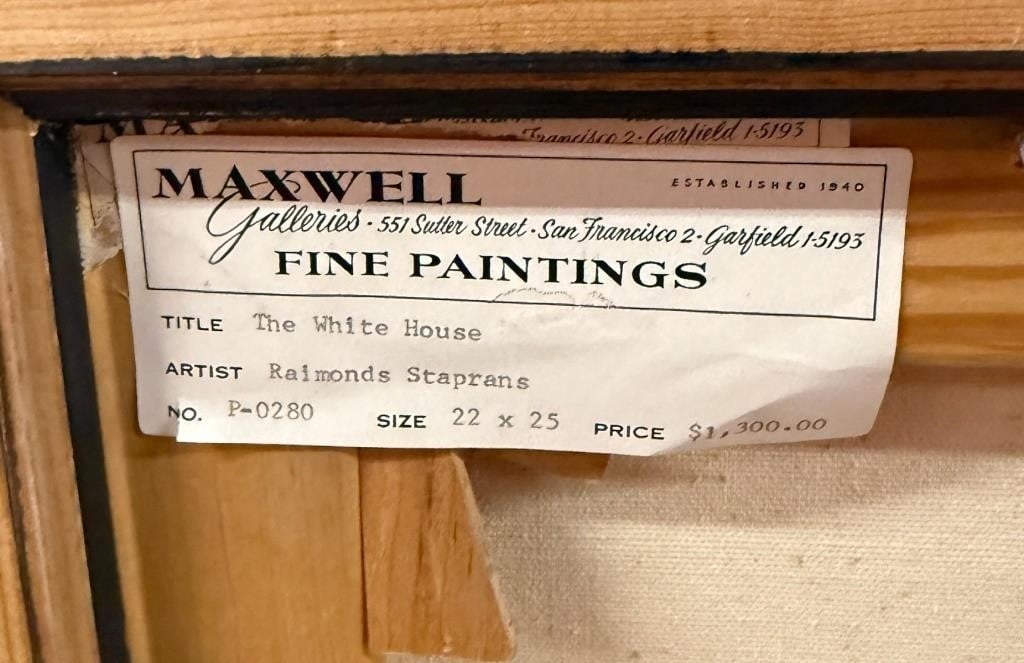 MA
Francisco 2 · Garfield 1-5193
MAXWELL
ESTABLISHED 1940
Galleries · 551 Sutter Street · San Francisco 2 · Garfield 1-5193
FINE PAINTINGS
TITLE The White House
ARTIST Raimonds Staprans
NO. P-0280 SIZE 22 x 25 PRICE $1,300.00